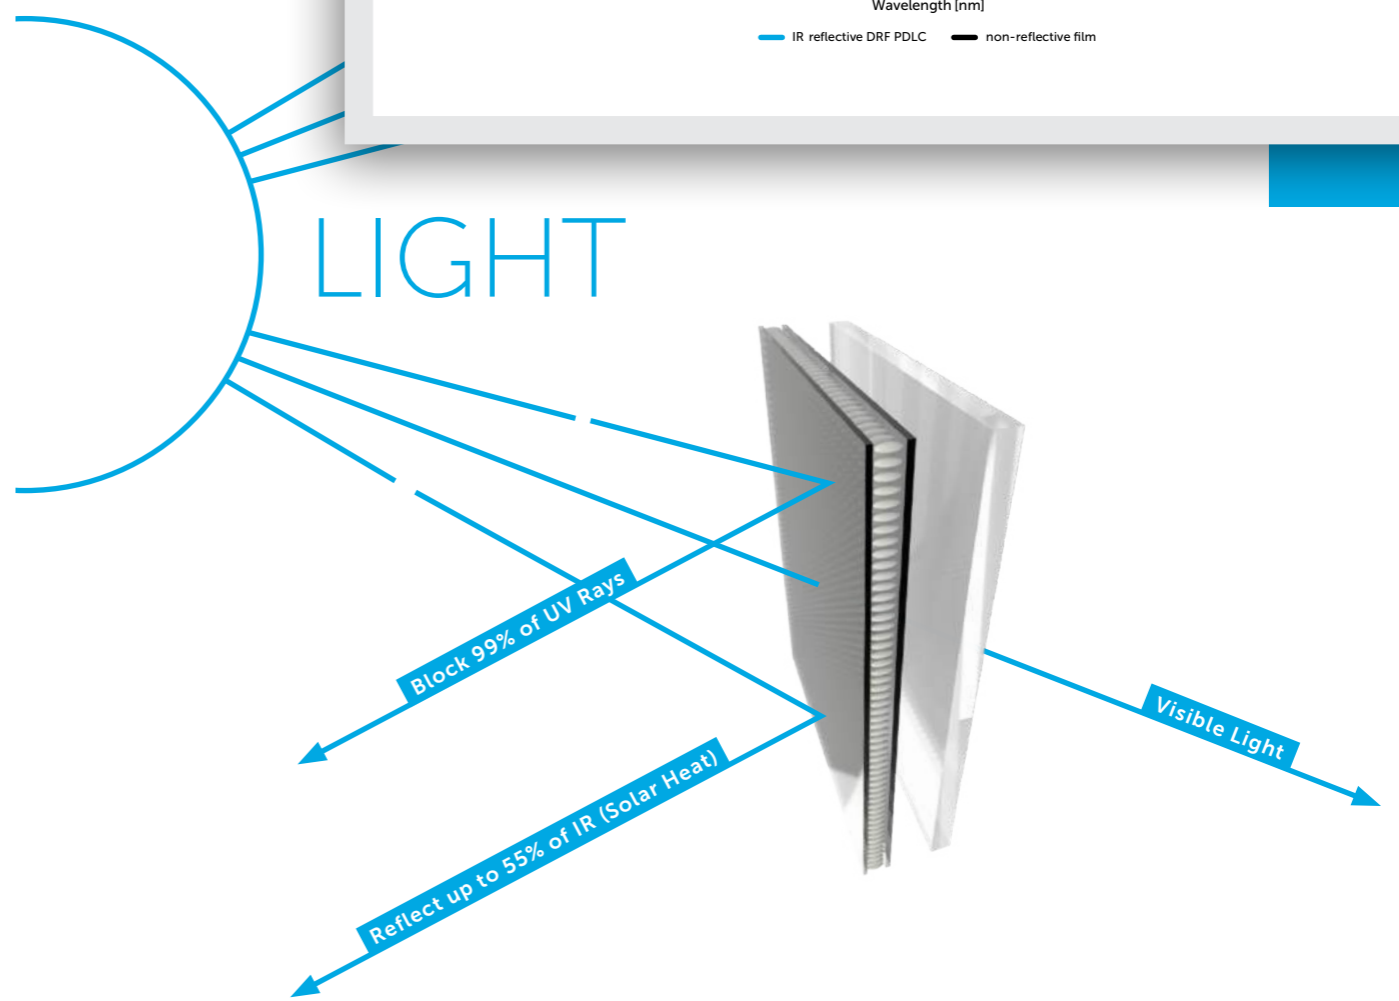 Wavelength [nm]
IR reflective DRF PDLC
non-reflective film
LIGHT
Block 99% of UV Rays
Visible Light
Reflect up to 55% of IR (Solar Heat)